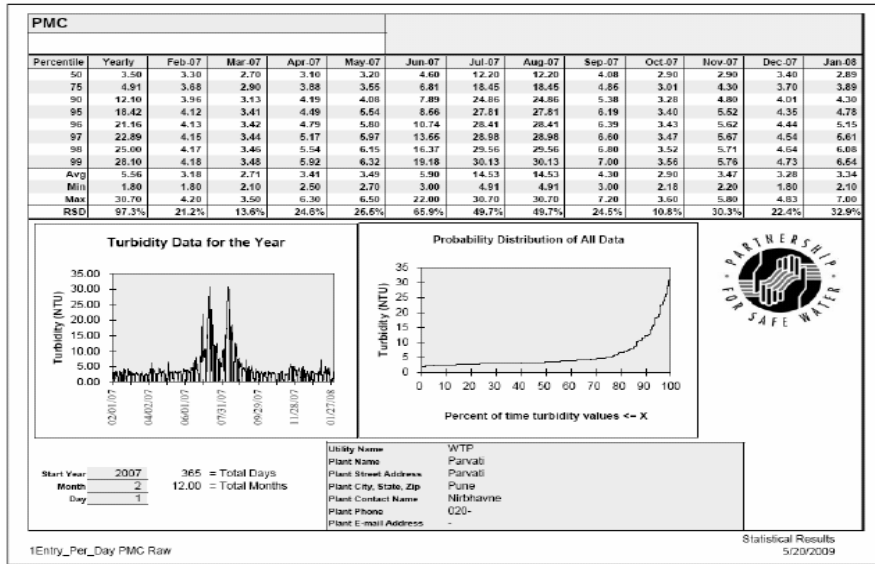 PMC
Percentile Yearly Feb-07 Mar-07 Apr-07 May-07 Jun-07 Jul-07 Aug-07 Sep-07 Oct-07 Nov-07 Dec-07 Jan-08
50 3.50 3.30 2.70 3.10 3.20 4.60 12.20 12.20 4.08 2.90 2.90 3.40 2.89
75 4.91 3.68 2.90 3.88 3.55 6.81 18.45 18.45 4.85 3.01 4.30 3.70 3.89
90 12.10 3.96 3.13 4.19 4.08 7.89 24.86 24.86 5.38 3.28 4.80 4.01 4.30
95 18.42 4.12 3.41 4.49 5.54 8.56 27.81 27.81 6.19 3.40 5.52 4.35 4.78
96 21.16 4.13 3.42 4.79 5.80 10.74 28.41 28.41 6.39 3.43 5.62 4.44 5.15
97 22.89 4.15 3.44 5.17 5.97 13.55 28.98 28.98 6.60 3.47 5.67 4.54 5.61
98 25.00 4.17 3.46 5.54 6.15 16.37 29.56 29.56 6.80 3.52 5.71 4.64 6.08
99 28.10 4.18 3.48 5.92 6.32 19.18 30.13 30.13 7.00 3.56 5.76 4.73 6.54
Avg 5.56 3.18 2.71 3.41 3.49 5.90 14.53 14.53 4.30 2.90 3.47 3.28 3.34
Min 1.80 1.80 2.10 2.50 2.70 3.00 4.91 4.91 3.00 2.18 2.20 1.80 2.10
Max 30.70 4.20 3.50 6.30 6.50 22.00 30.70 30.70 7.20 3.60 5.80 4.83 7.00
RSD 97.3% 21.2% 13.6% 24.6% 25.5% 65.9% 49.7% 49.7% 24.5% 10.8% 30.3% 22.4% 32.9%
Turbidity Data for the Year
Turbidity (NTU)
35.00
30.00
25.00
20.00
15.00
10.00
5.00
0.00
02/01/07 04/02/07 06/01/07 07/31/07 09/29/07 11/28/07 01/27/08
Probability Distribution of All Data
Turbidity (NTU)
35
30
25
20
15
10
5
0
0 10 20 30 40 50 60 70 80 90 100
Percent of time turbidity values <= X
PARTNERSHIP
FOR SAFE WATER
Start Year 2007 365 = Total Days
Month 2 12.00 = Total Months
Day 1
Utility Name WTP
Plant Name Parvati
Plant Street Address Parvati
Plant City, State, Zip Pune
Plant Contact Name Nirbhavne
Plant Phone 020-
Plant E-mail Address -
1Entry_Per_Day PMC Raw
Statistical Results
5/20/2009